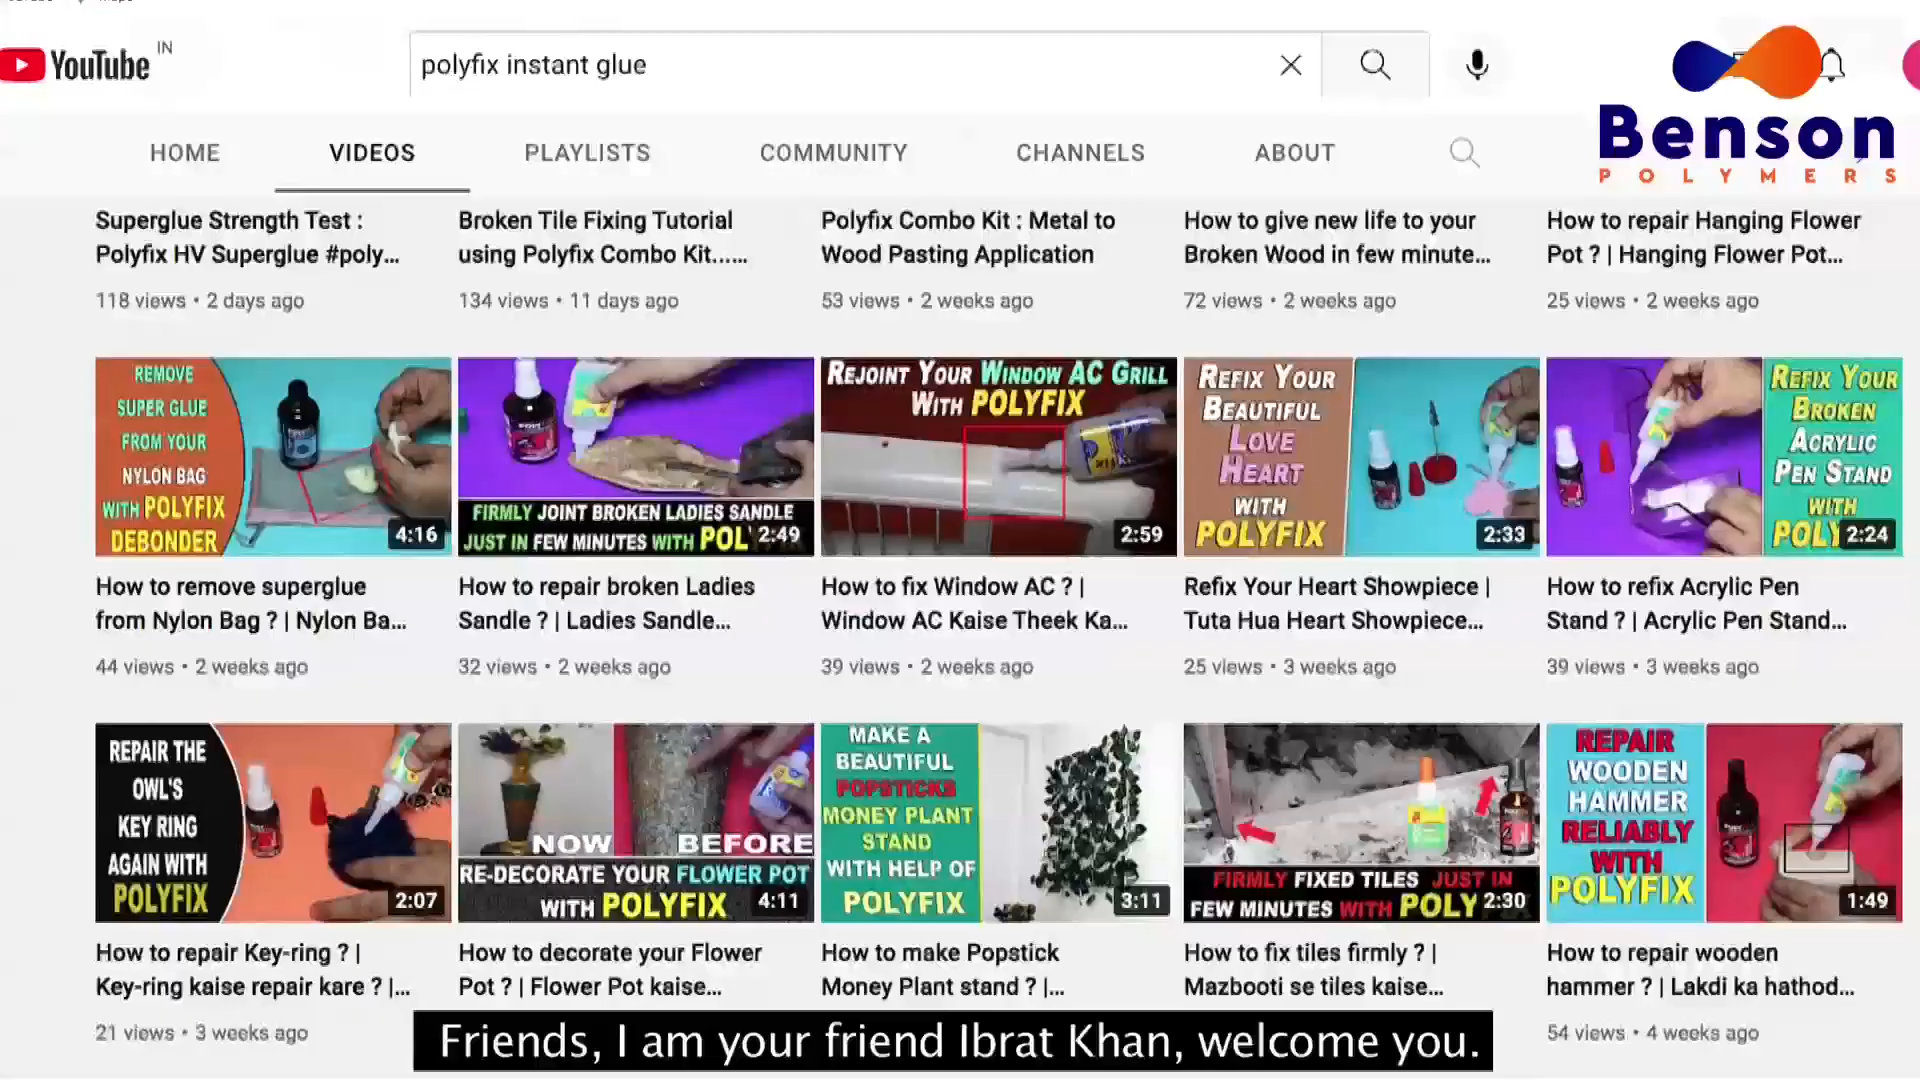 YouTube IN
polyfix instant glue
Benson
POLYMERS
HOME
VIDEOS
PLAYLISTS
COMMUNITY
CHANNELS
ABOUT
Superglue Strength Test :
Polyfix HV Superglue #poly...
118 views • 2 days ago
Broken Tile Fixing Tutorial
using Polyfix Combo Kit......
134 views • 11 days ago
Polyfix Combo Kit : Metal to
Wood Pasting Application
53 views • 2 weeks ago
How to give new life to your
Broken Wood in few minute...
72 views • 2 weeks ago
How to repair Hanging Flower
Pot ? | Hanging Flower Pot...
25 views • 2 weeks ago
REMOVE
SUPER GLUE
FROM YOUR
NYLON BAG
WITH POLYFIX
DEBONDER
4:16
How to remove superglue
from Nylon Bag ? | Nylon Ba...
44 views • 2 weeks ago
FIRMLY JOINT BROKEN LADIES SANDLE
JUST IN FEW MINUTES WITH POL
2:49
How to repair broken Ladies
Sandle ? | Ladies Sandle...
32 views • 2 weeks ago
REJOINT YOUR WINDOW AC GRILL
WITH POLYFIX
2:59
How to fix Window AC ? |
Window AC Kaise Theek Ka...
39 views • 2 weeks ago
REFIX YOUR
BEAUTIFUL
LOVE
HEART
WITH
POLYFIX
2:33
Refix Your Heart Showpiece |
Tuta Hua Heart Showpiece...
25 views • 3 weeks ago
REFIX YOUR
BROKEN
ACRYLIC
PEN STAND
WITH
POLY
2:24
How to refix Acrylic Pen
Stand ? | Acrylic Pen Stand...
39 views • 3 weeks ago
REPAIR THE
OWL'S
KEY RING
AGAIN WITH
POLYFIX
2:07
How to repair Key-ring ? |
Key-ring kaise repair kare ? |...
21 views • 3 weeks ago
NOW BEFORE
RE-DECORATE YOUR FLOWER POT
WITH POLYFIX
4:11
How to decorate your Flower
Pot ? | Flower Pot kaise...
MAKE A
BEAUTIFUL
POPSTICKS
MONEY PLANT
STAND
WITH HELP OF
POLYFIX
3:11
How to make Popstick
Money Plant stand ? |...
FIRMLY FIXED TILES JUST IN
FEW MINUTES WITH POLY
2:30
How to fix tiles firmly ? |
Mazbooti se tiles kaise...
REPAIR
WOODEN
HAMMER
RELIABLY
WITH
POLYFIX
1:49
How to repair wooden
hammer ? | Lakdi ka hathod...
54 views • 4 weeks ago
Friends, I am your friend Ibrat Khan, welcome you.